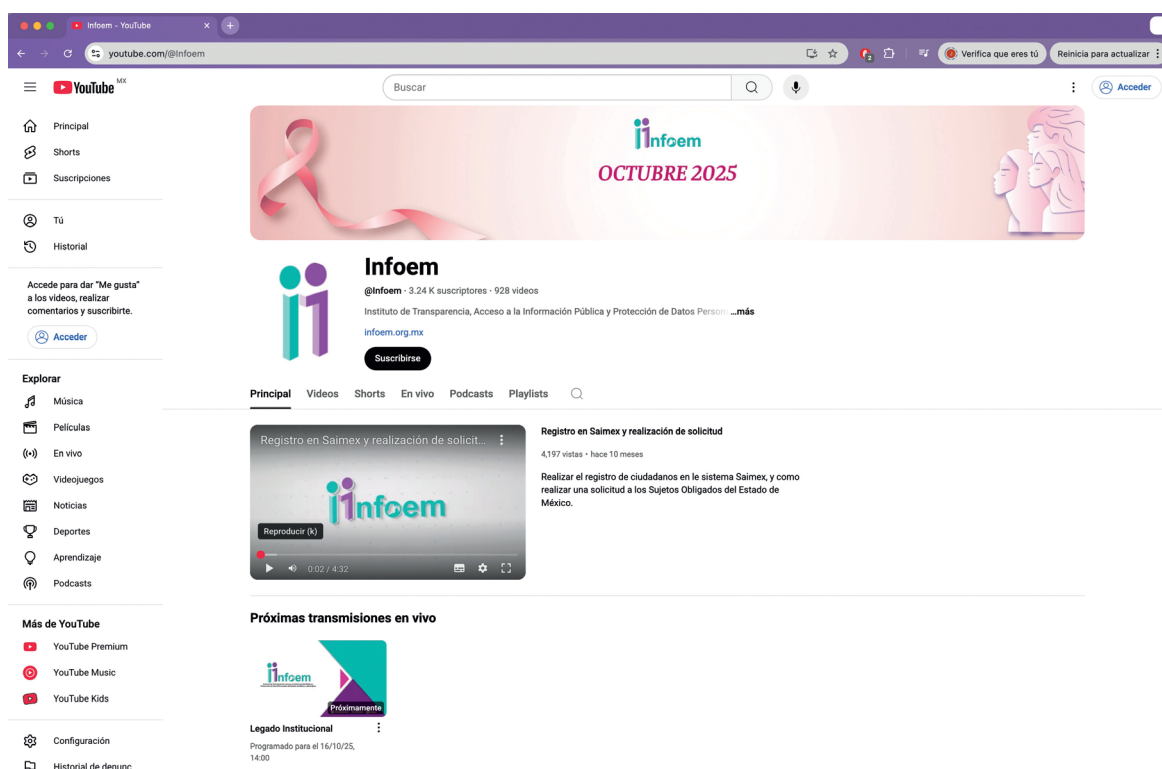 Infoem - YouTube
youtube.com/@Infoem
2
Verifica que eres tú
Reinicia para actualizar
YouTube MX
Buscar
Acceder
Principal
Shorts
Suscripciones
Tú
Historial
Accede para dar "Me gusta"
a los videos, realizar
comentarios y suscribirte.
Acceder
Explorar
Música
Películas
En vivo
Videojuegos
Noticias
Deportes
Aprendizaje
Podcasts
Más de YouTube
YouTube Premium
YouTube Music
YouTube Kids
Configuración
Historial de denunc
infoem
OCTUBRE 2025
Infoem
@Infoem · 3.24 K suscriptores · 928 videos
Instituto de Transparencia, Acceso a la Información Pública y Protección de Datos Person ...más
infoem.org.mx
Suscribirse
Principal Videos Shorts En vivo Podcasts Playlists
Registro en Saimex y realización de solicit...
infoem
Reproducir (k)
0:02 / 4:32
Registro en Saimex y realización de solicitud
4,197 vistas · hace 10 meses
Realizar el registro de ciudadanos en le sistema Saimex, y como
realizar una solicitud a los Sujetos Obligados del Estado de
México.
Próximas transmisiones en vivo
infoem
Próximamente
Legado Institucional
Programado para el 16/10/25,
14:00